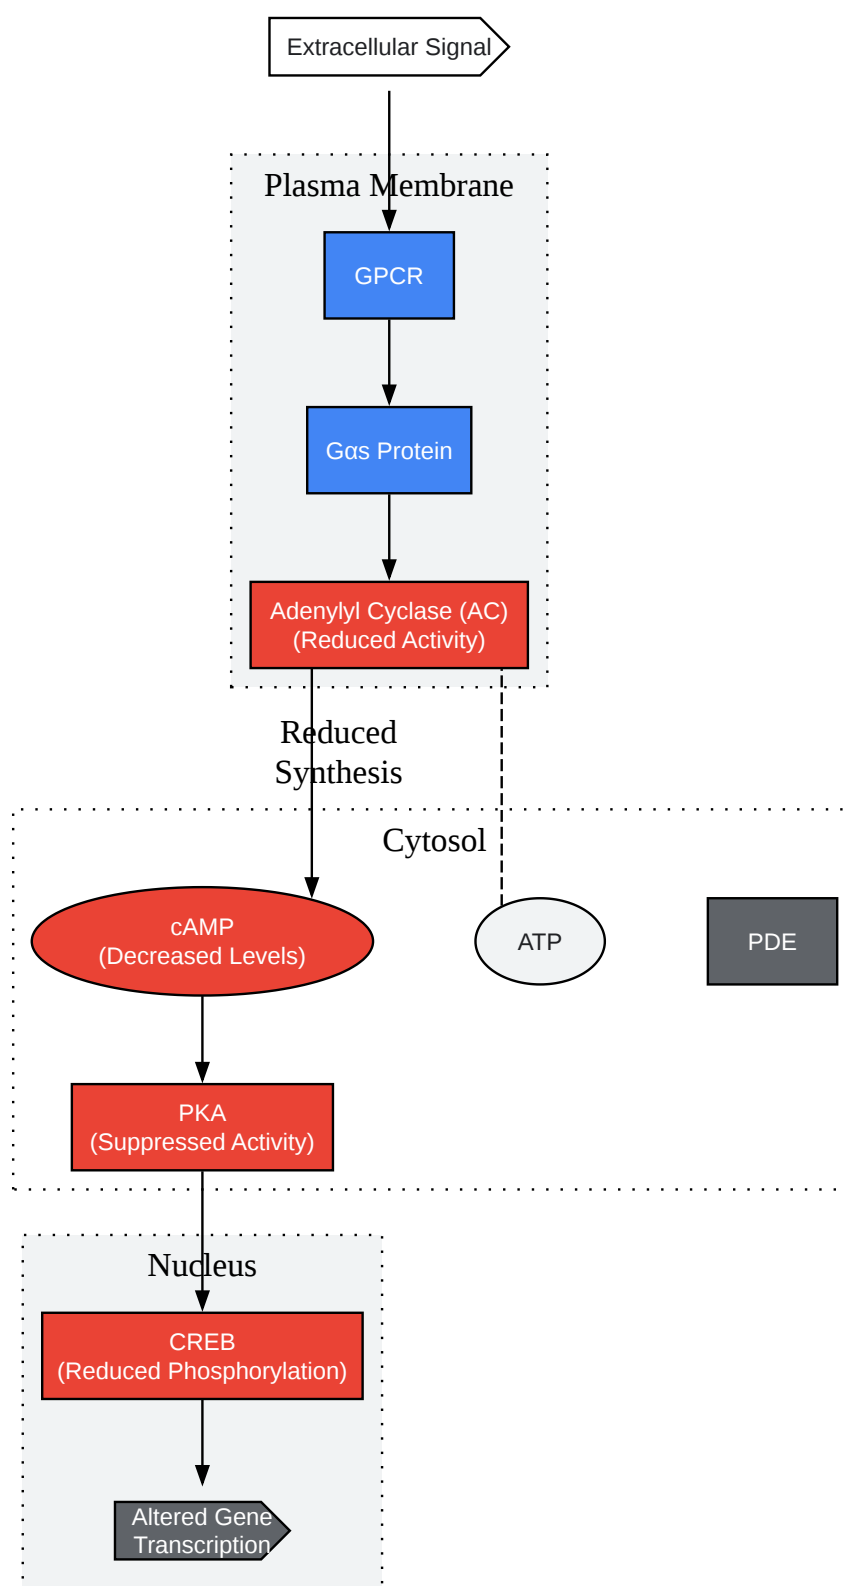 Extracellular Signal
Plasma Membrane
GPCR
Gαs Protein
Adenylyl Cyclase (AC)
(Reduced Activity)
Reduced
Synthesis
Cytosol
cAMP
(Decreased Levels)
ATP
PDE
PKA
(Suppressed Activity)
Nucleus
CREB
(Reduced Phosphorylation)
Altered Gene
Transcription